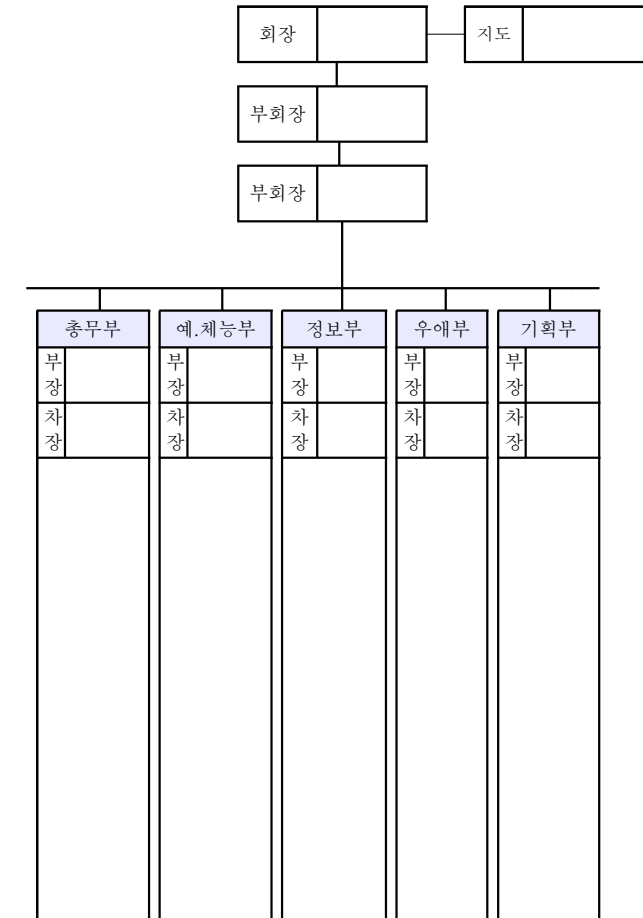 회장 지도
부회장
부회장
총무부 예.체능부 정보부 우애부 기획부
부 부 부 부 부
장 장 장 장 장
차 차 차 차 차
장 장 장 장 장